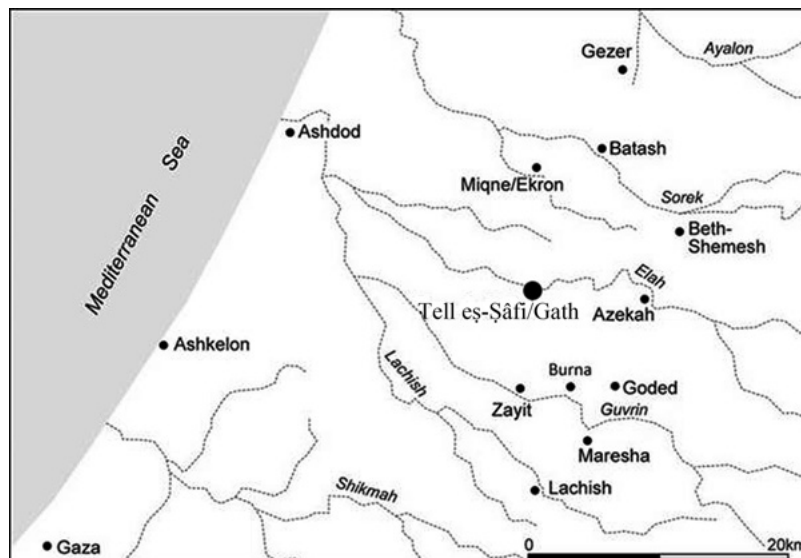 Gezer
Ayalon
Ashdod
Mediterranean Sea
Batash
Miqne/Ekron
Sorek
Beth-
Shemesh
Elah
Tell eṣ-Ṣâfi/Gath
Azekah
Ashkelon
Lachish
Burna
Goded
Zayit
Guvrin
Maresha
Shikmah
Lachish
Gaza
0
20km